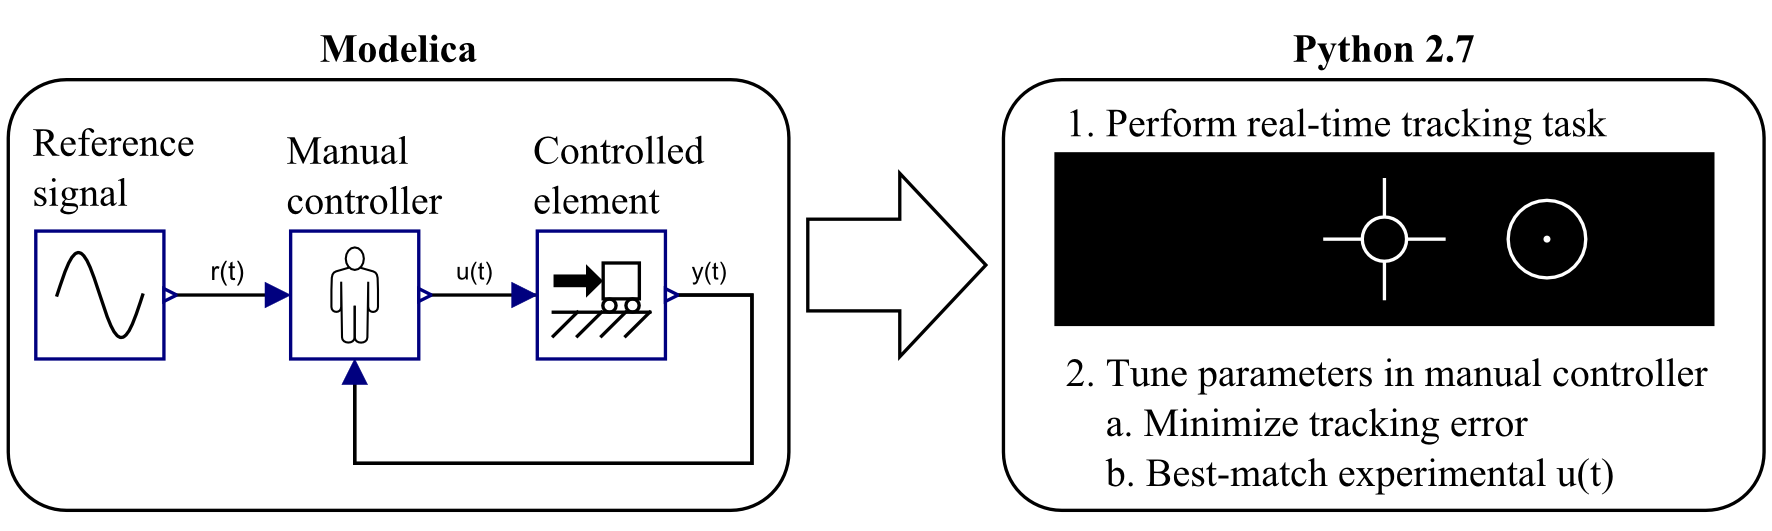 Modelica
Reference
signal
Manual
controller
Controlled
element
r(t)
u(t)
y(t)
Python 2.7
1. Perform real-time tracking task
2. Tune parameters in manual controller
a. Minimize tracking error
b. Best-match experimental u(t)